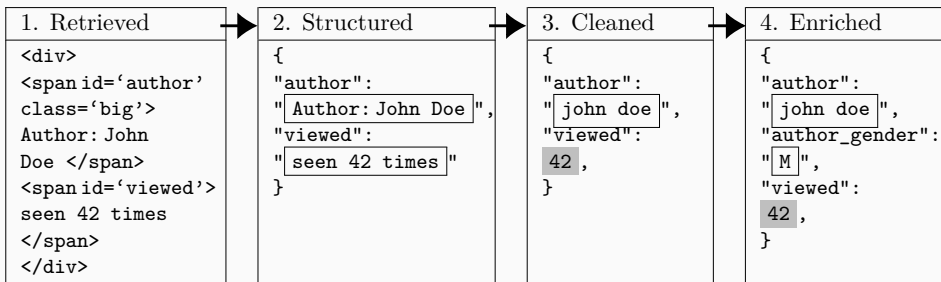 1. Retrieved
<div>
<span id=‘author’
class=‘big’>
Author: John
Doe </span>
<span id=‘viewed’>
seen 42 times
</span>
</div>
2. Structured
{
"author":
"Author: John Doe",
"viewed":
"seen 42 times"
}
3. Cleaned
{
"author":
"john doe",
"viewed":
42,
}
4. Enriched
{
"author":
"john doe",
"author_gender":
"M",
"viewed":
42,
}